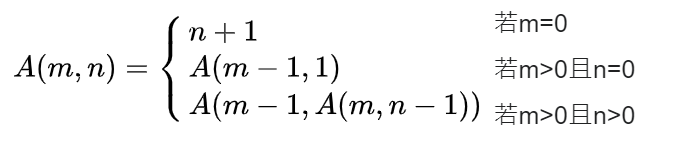 n + 1 若m=0
A(m, n) = { A(m − 1, 1) 若m>0且n=0
A(m − 1, A(m, n − 1)) 若m>0且n>0